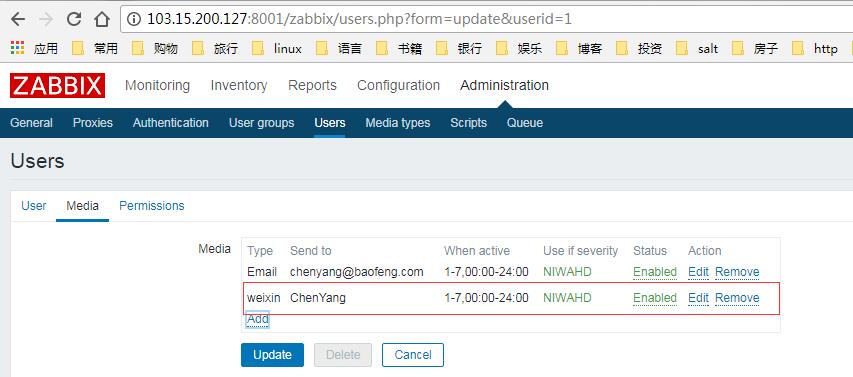 103.15.200.127:8001/zabbix/users.php?form=update&userid=1
应用 常用 购物 旅行 linux 语言 书籍 银行 娱乐 博客 投资 salt 房子 http
ZABBIX Monitoring Inventory Reports Configuration Administration
General Proxies Authentication User groups Users Media types Scripts Queue
Users
User Media Permissions
Media Type Send to When active Use if severity Status Action
Email chenyang@baofeng.com 1-7,00:00-24:00 NIWAHD Enabled Edit Remove
weixin ChenYang 1-7,00:00-24:00 NIWAHD Enabled Edit Remove
Add
Update Delete Cancel